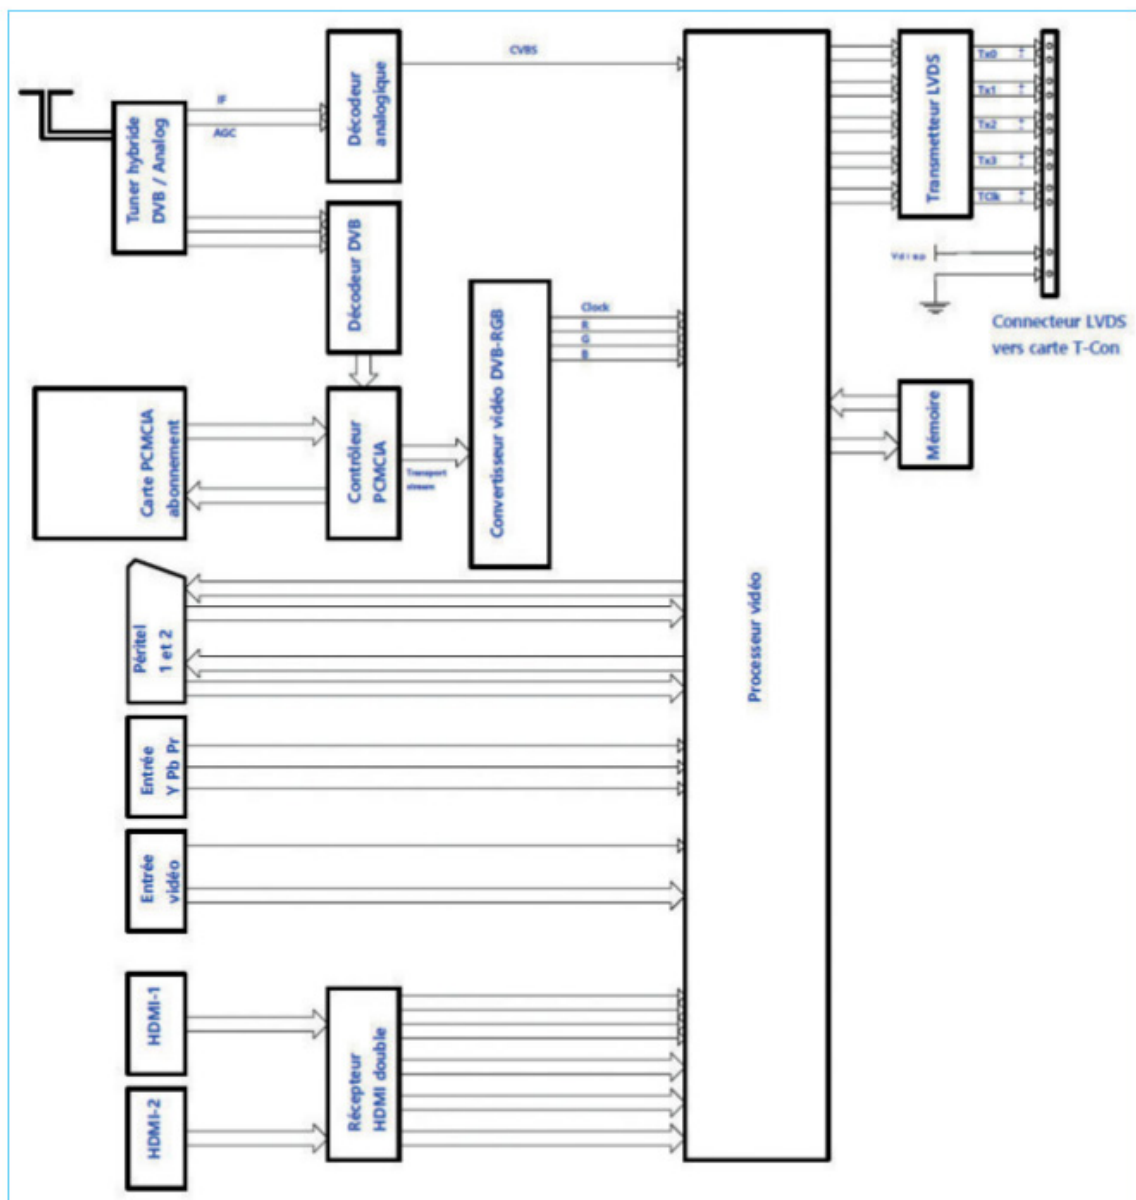 CVBS
IF
AGC
Tuner hybride
DVB / Analog
Décodeur
analogique
Décodeur DVB
Transmetteur LVDS
Tx0
Tx1
Tx2
Tx3
TClk
Connecteur LVDS
vers carte T-Con
Mémoire
Clock
R
G
B
Convertisseur vidéo DVB-RGB
Carte PCMCIA
abonnement
Contrôleur
PCMCIA
Transport
stream
Processeur vidéo
Péritel
1 et 2
Entrée
Y Pb Pr
Entrée
vidéo
HDMI-1
HDMI-2
Récepteur
HDMI double